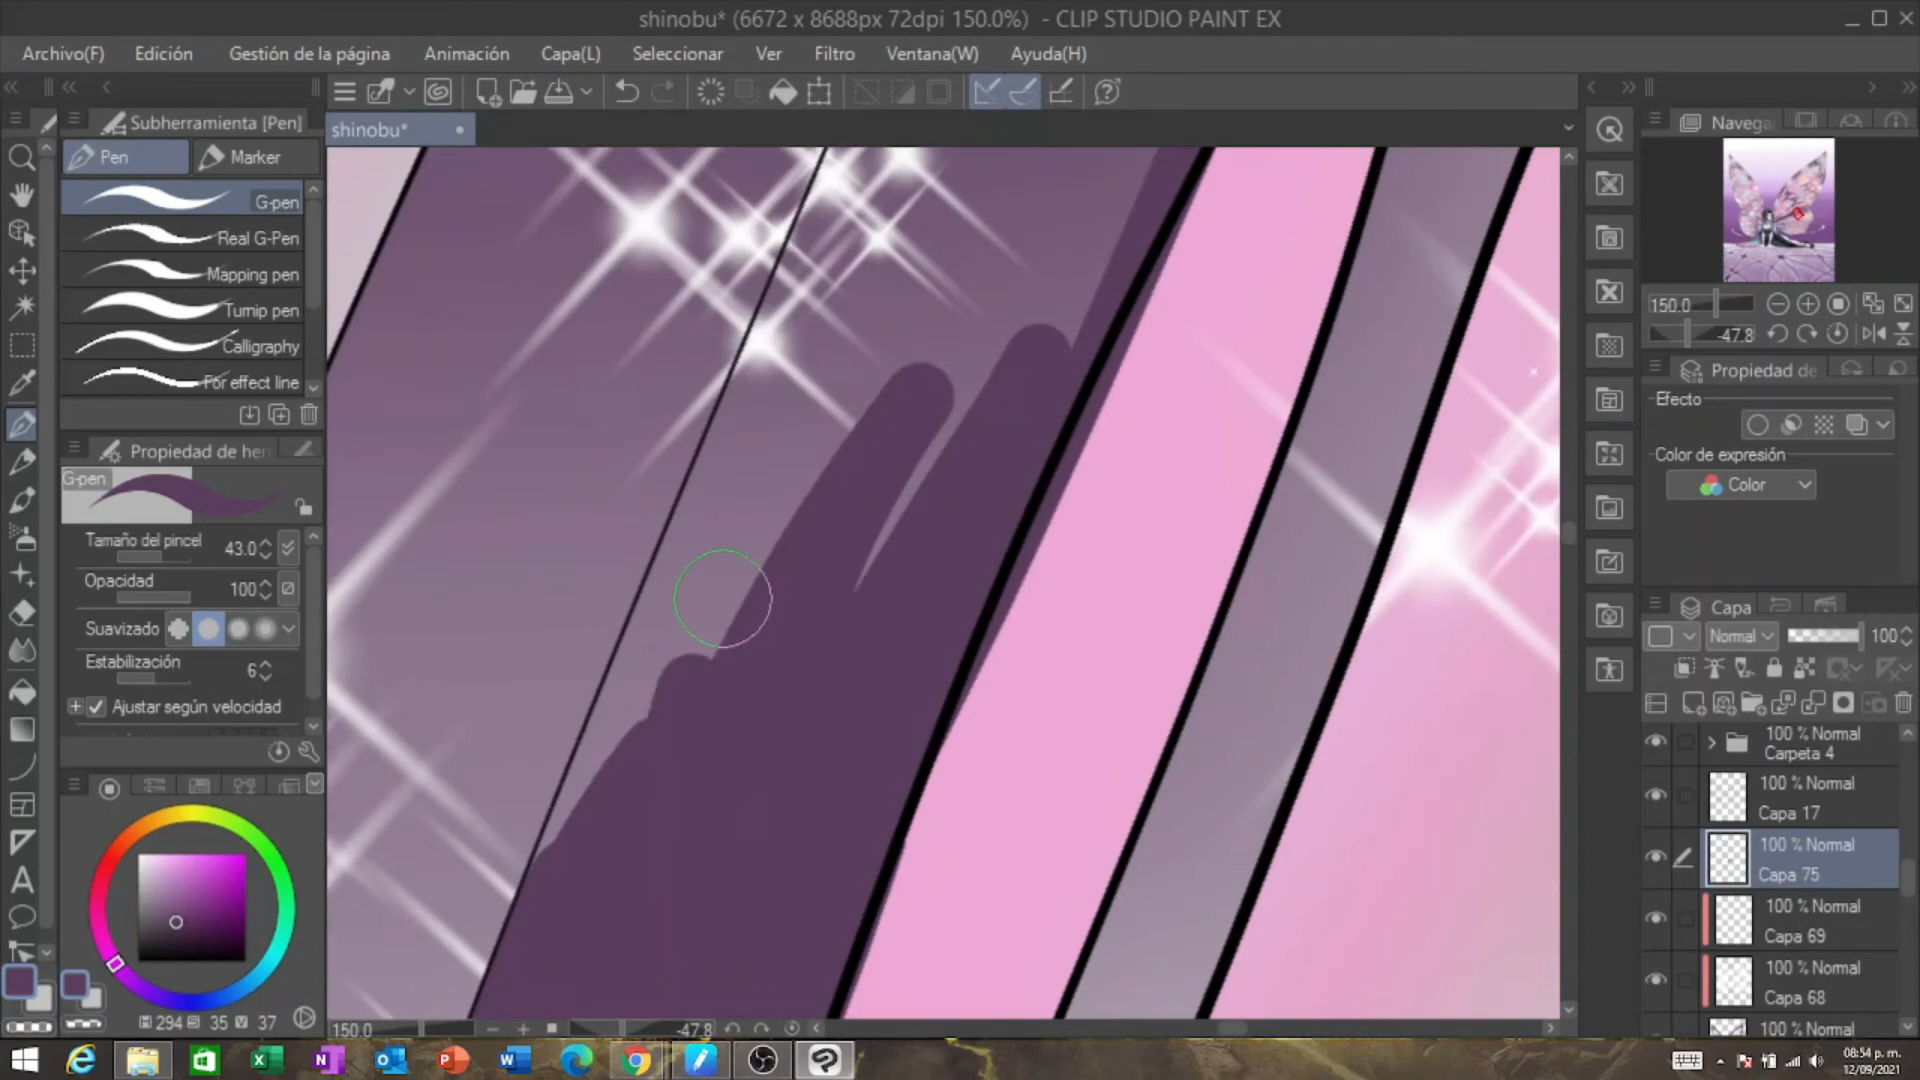 shinobu* (6672 x 8688px 72dpi 150.0%) - CLIP STUDIO PAINT EX
Archivo(F) Edición Gestión de la página Animación Capa(L) Seleccionar Ver Filtro Ventana(W) Ayuda(H)
Subherramienta [Pen]
shinobu*
Pen Marker
G-pen
Real G-Pen
Mapping pen
Turnip pen
Calligraphy
For effect line
Propiedad de her
G-pen
Tamaño del pincel 43.0
Opacidad 100
Suavizado
Estabilización 6
Ajustar según velocidad
H 294 S 35 V 37
150.0 -47.8
Navega
150.0
-47.8
Propiedad de
Efecto
Color de expresión
Color
Capa
Normal 100
100 % Normal
Carpeta 4
100 % Normal
Capa 17
100 % Normal
Capa 75
100 % Normal
Capa 69
100 % Normal
Capa 68
100 % Normal
08:54 p. m.
12/09/2021